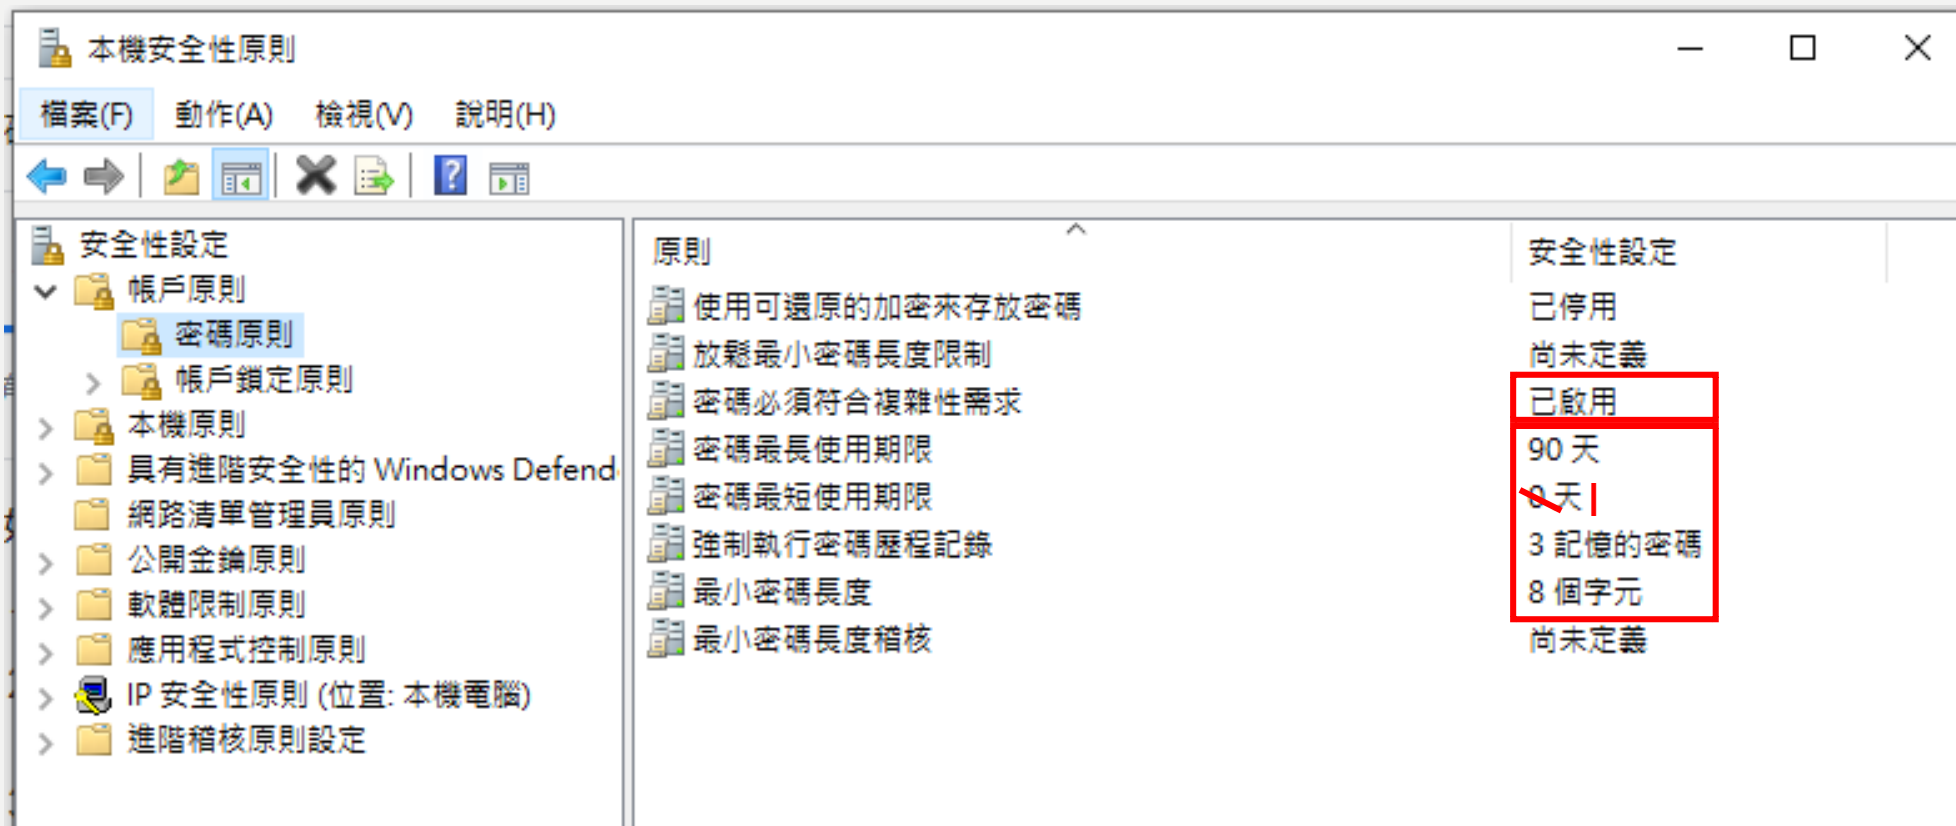 本機安全性原則
檔案(F) 動作(A) 檢視(V) 說明(H)
安全性設定
帳戶原則
密碼原則
帳戶鎖定原則
本機原則
具有進階安全性的 Windows Defend
網路清單管理員原則
公開金鑰原則
軟體限制原則
應用程式控制原則
IP 安全性原則 (位置: 本機電腦)
進階稽核原則設定
原則 安全性設定
使用可還原的加密來存放密碼 已停用
放鬆最小密碼長度限制 尚未定義
密碼必須符合複雜性需求 已啟用
密碼最長使用期限 90 天
密碼最短使用期限 0 天 1
強制執行密碼歷程記錄 3 記憶的密碼
最小密碼長度 8 個字元
最小密碼長度稽核 尚未定義